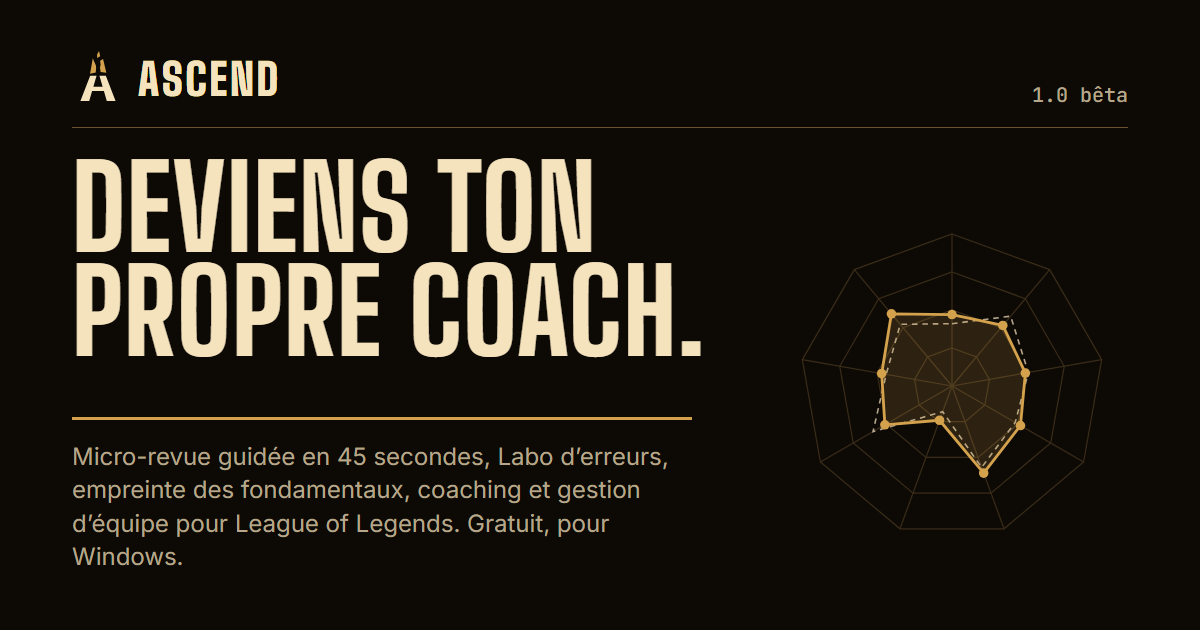 ASCEND
1.0 bêta
DEVIENS TON
PROPRE COACH.
Micro-revue guidée en 45 secondes, Labo d’erreurs,
empreinte des fondamentaux, coaching et gestion
d’équipe pour League of Legends. Gratuit, pour
Windows.